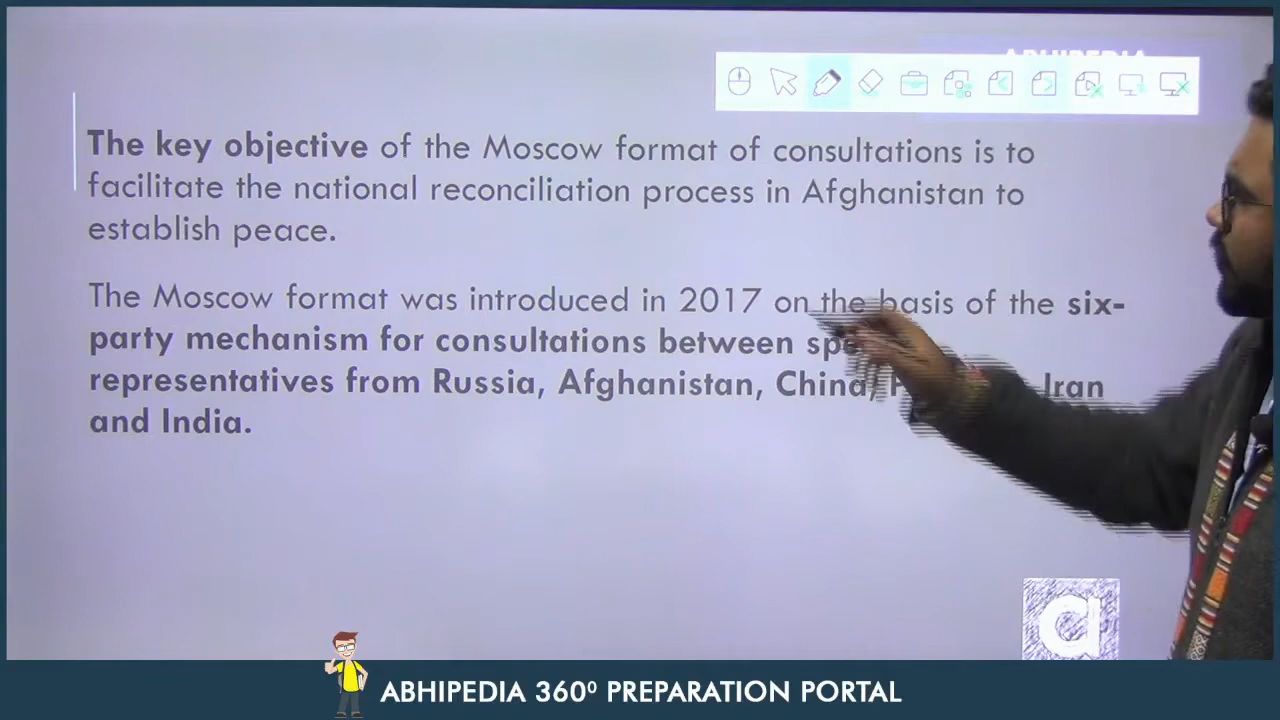 ABHIPEDIA
The key objective of the Moscow format of consultations is to
facilitate the national reconciliation process in Afghanistan to
establish peace.
The Moscow format was introduced in 2017 on the basis of the six-
party mechanism for consultations between
representatives from Russia, Afghanistan, China, Iran
and India.
a
ABHIPEDIA 360⁰ PREPARATION PORTAL